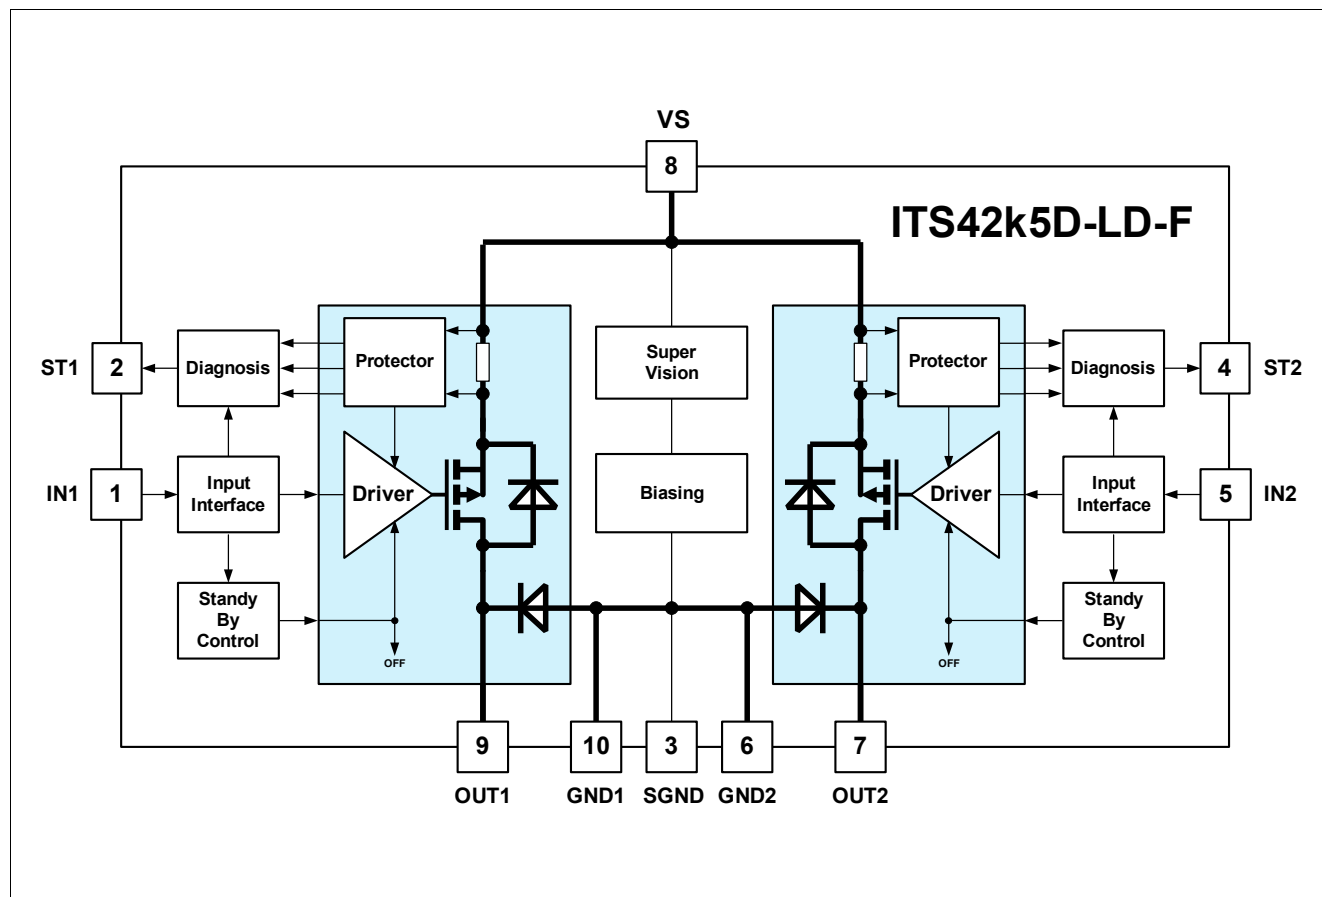 VS
8
ITS42k5D-LD-F
ST1
2
Diagnosis
Protector
Super
Vision
Protector
Diagnosis
4
ST2
IN1
1
Input
Interface
Driver
Biasing
Driver
Input
Interface
5
IN2
Standy
By
Control
OFF
OFF
Standy
By
Control
9
10
3
6
7
OUT1
GND1
SGND
GND2
OUT2